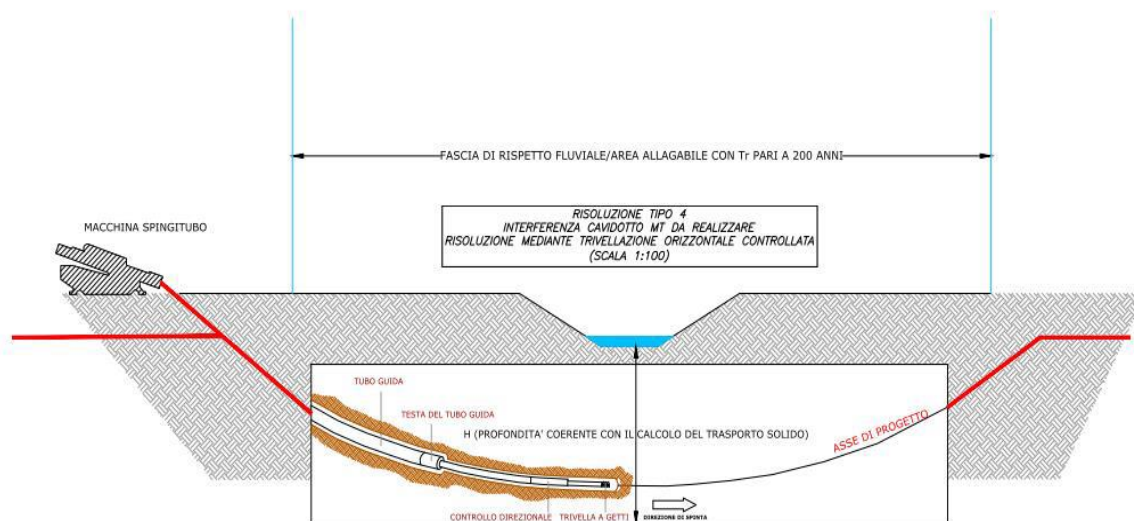 FASCIA DI RISPETTO FLUVIALE/AREA ALLAGABILE CON Tr PARI A 200 ANNI
RISOLUZIONE TIPO 4
INTERFERENZA CAVIDOTTO MT DA REALIZZARE
RISOLUZIONE MEDIANTE TRIVELLAZIONE ORIZZONTALE CONTROLLATA
(SCALA 1:100)
MACCHINA SPINGITUBO
TUBO GUIDA
TESTA DEL TUBO GUIDA
H (PROFONDITA' COERENTE CON IL CALCOLO DEL TRASPORTO SOLIDO)
ASSE DI PROGETTO
CONTROLLO DIREZIONALE
TRIVELLA A GETTI
DIREZIONE DI SPINTA